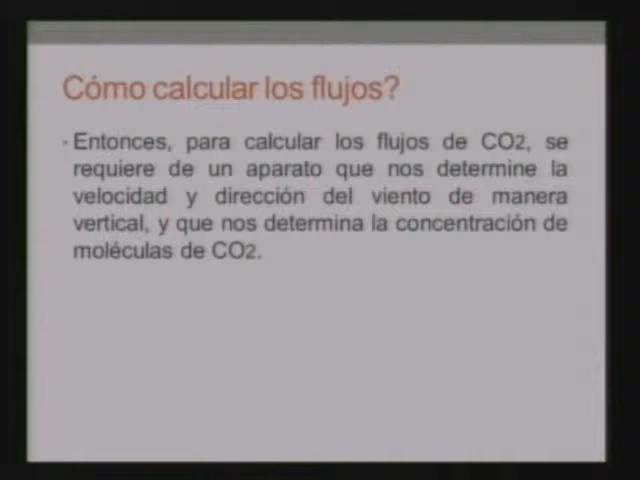 Cómo calcular los flujos?
Entonces, para calcular los flujos de CO2, se
requiere de un aparato que nos determine la
velocidad y dirección del viento de manera
vertical, y que nos determina la concentración de
moléculas de CO2.